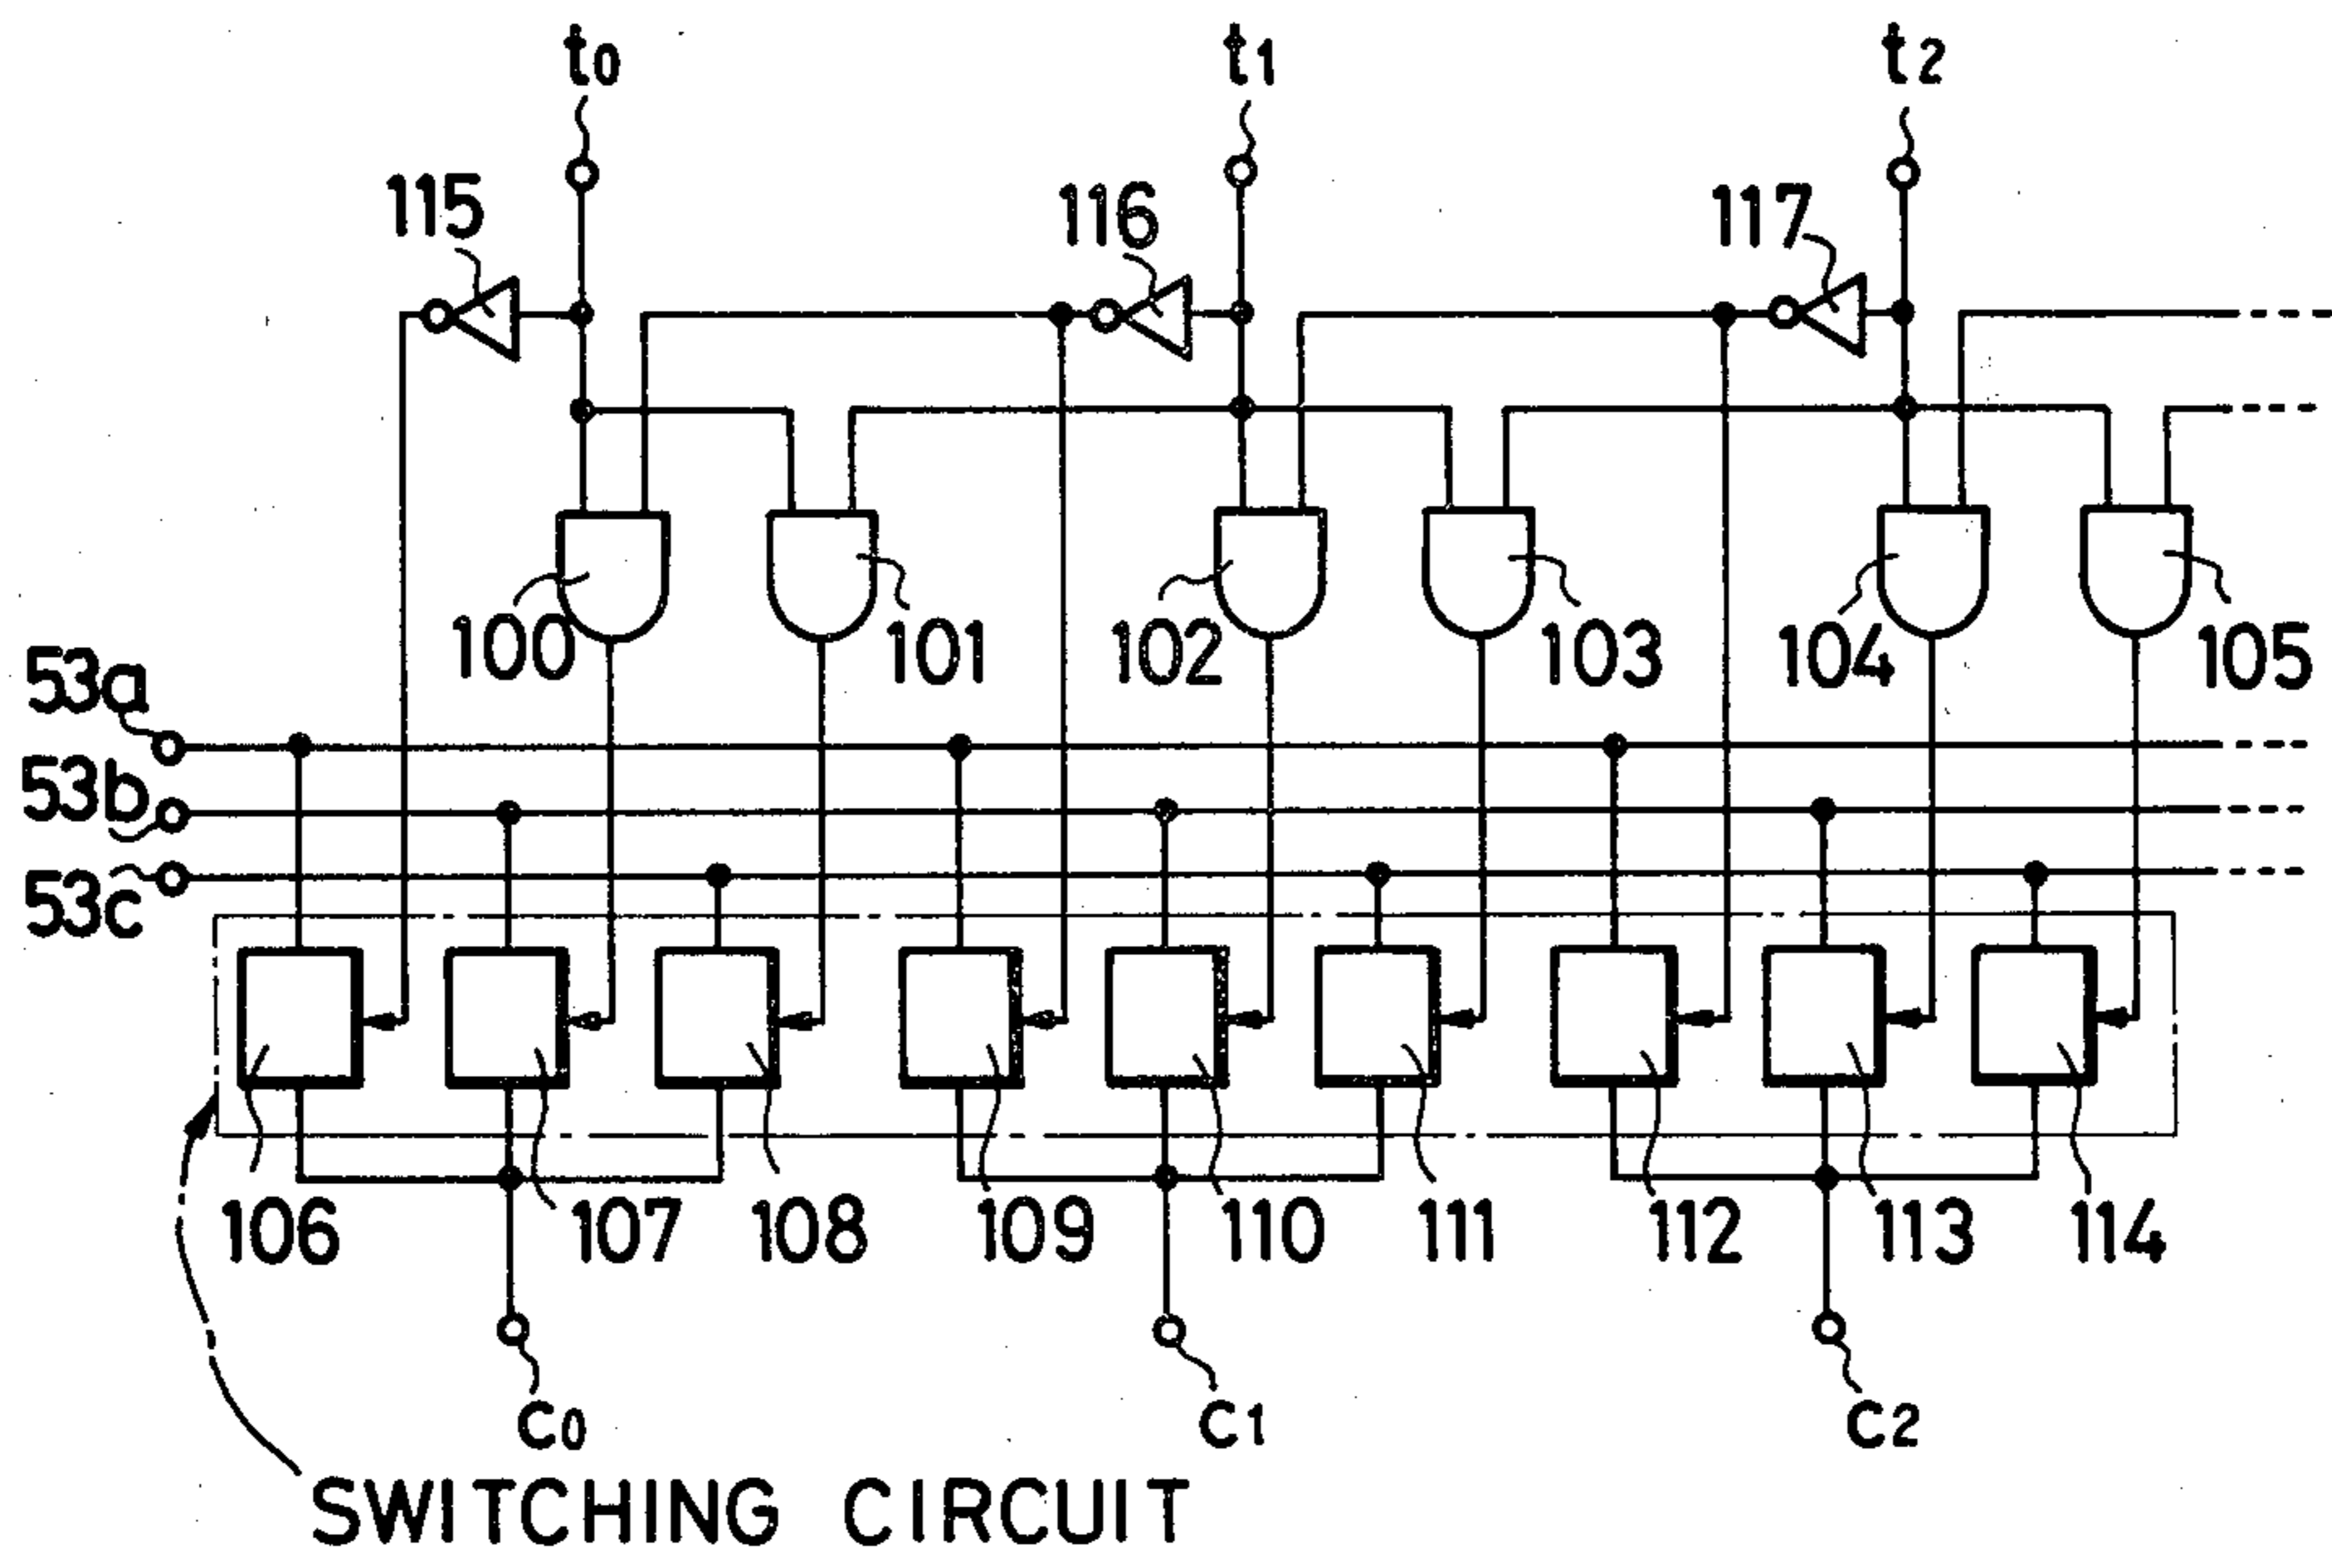 t0 t1 t2
115 116 117
100 101 102 103 104 105
53a
53b
53c
106 107 108 109 110 111 112 113 114
C0 C1 C2
SWITCHING CIRCUIT